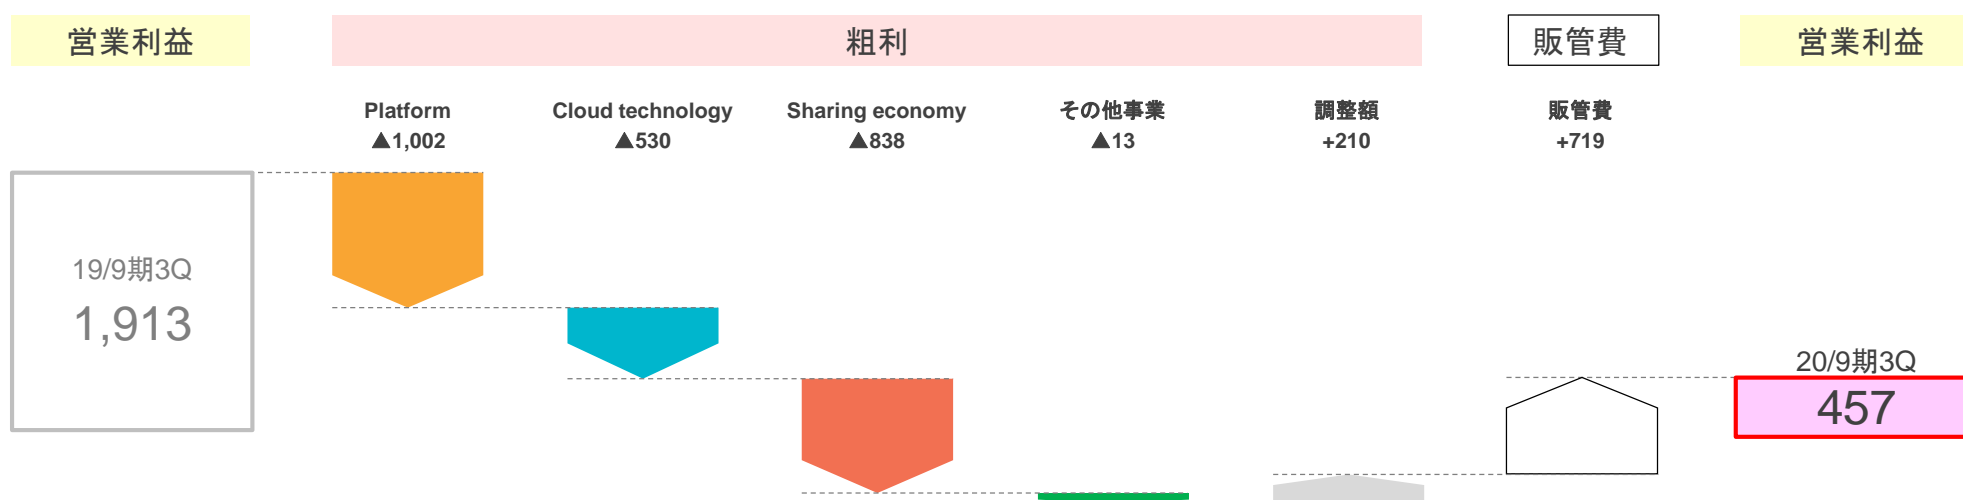 営業利益
粗利
販管費
営業利益
Platform
▲1,002
Cloud technology
▲530
Sharing economy
▲838
その他事業
▲13
調整額
+210
販管費
+719
19/9期3Q
1,913
20/9期3Q
457